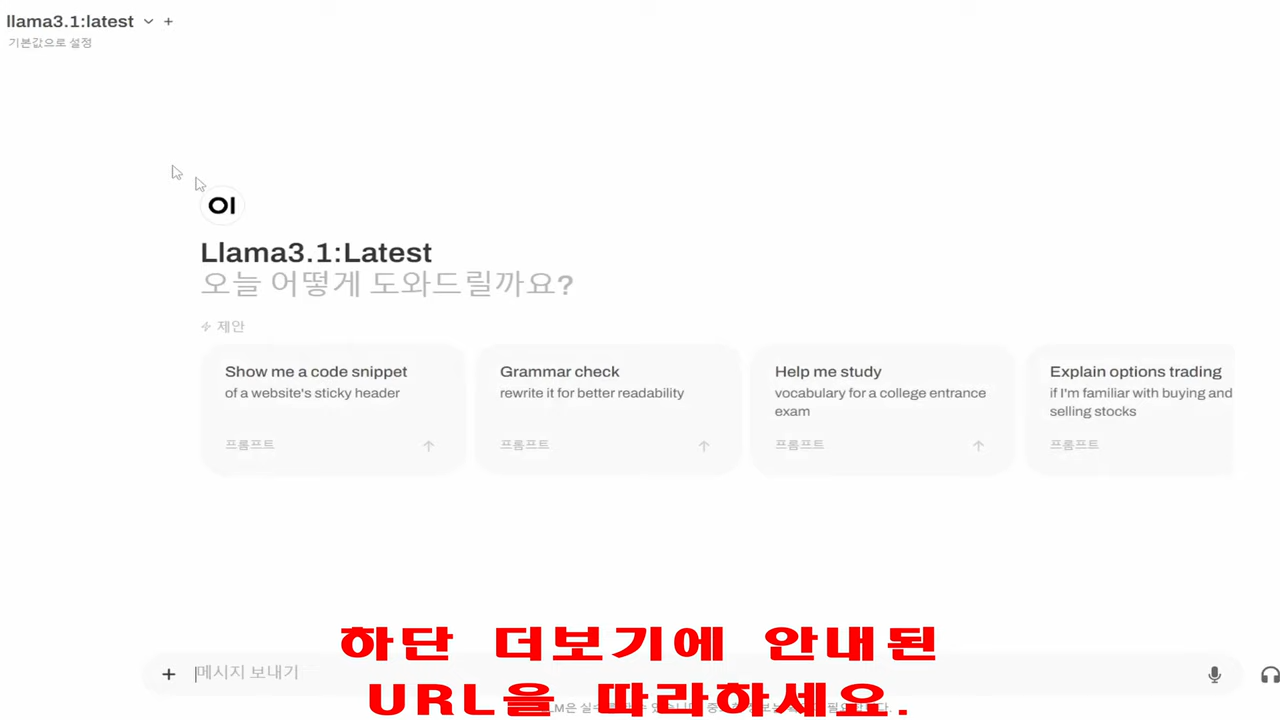 llama3.1:latest
기본값으로 설정
OI
Llama3.1:Latest
오늘 어떻게 도와드릴까요?
제안
Show me a code snippet
of a website's sticky header
프롬프트
Grammar check
rewrite it for better readability
프롬프트
Help me study
vocabulary for a college entrance
exam
프롬프트
Explain options trading
if I'm familiar with buying and
selling stocks
프롬프트
메시지 보내기
하단 더보기에 안내된
URL을 따라하세요.